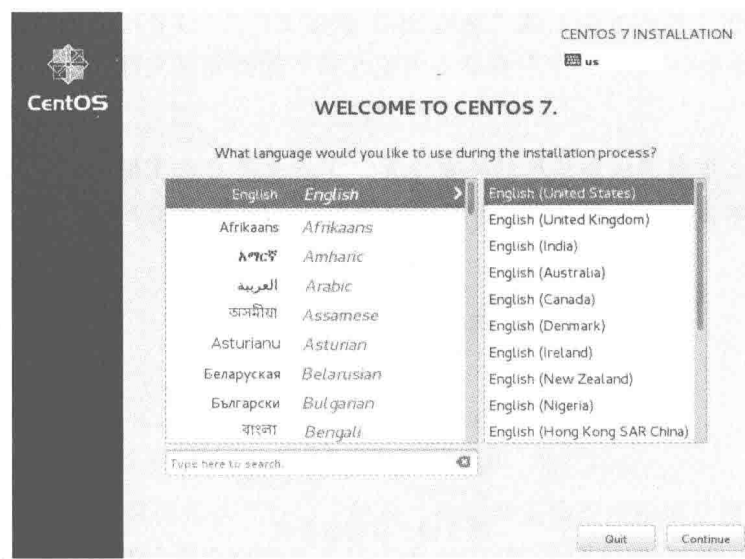 CENTOS 7 INSTALLATION
us
CentOS
WELCOME TO CENTOS 7.
What language would you like to use during the installation process?
English English
Afrikaans Afrikaans
አማርኛ Amharic
العربية Arabic
অসমীয়া Assamese
Asturianu Asturian
Беларуская Belarusian
Български Bulgarian
বাংলা Bengali
Type here to search.
English (United States)
English (United Kingdom)
English (India)
English (Australia)
English (Canada)
English (Denmark)
English (Ireland)
English (New Zealand)
English (Nigeria)
English (Hong Kong SAR China)
Quit Continue